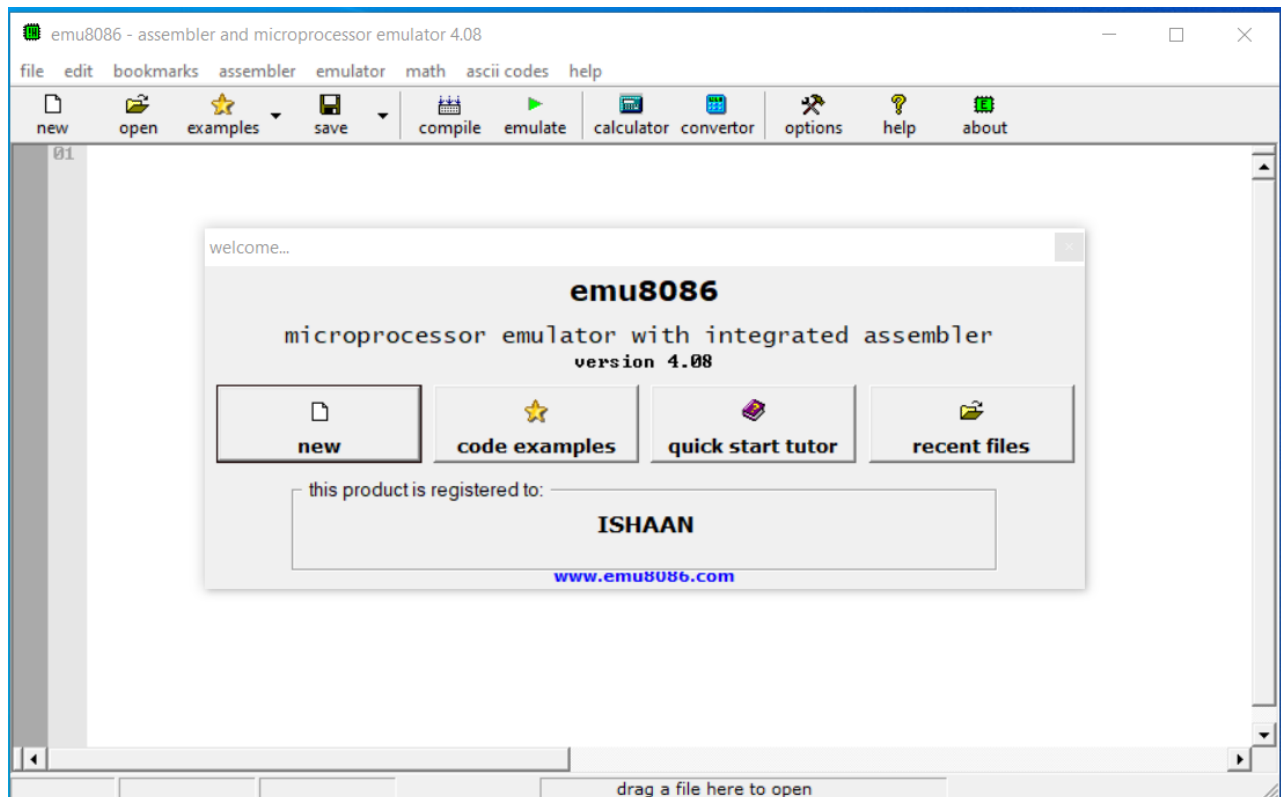 emu8086 - assembler and microprocessor emulator 4.08
file edit bookmarks assembler emulator math ascii codes help
new open examples save compile emulate calculator convertor options help about
01
welcome...
emu8086
microprocessor emulator with integrated assembler
version 4.08
new code examples quick start tutor recent files
this product is registered to:
ISHAAN
www.emu8086.com
drag a file here to open